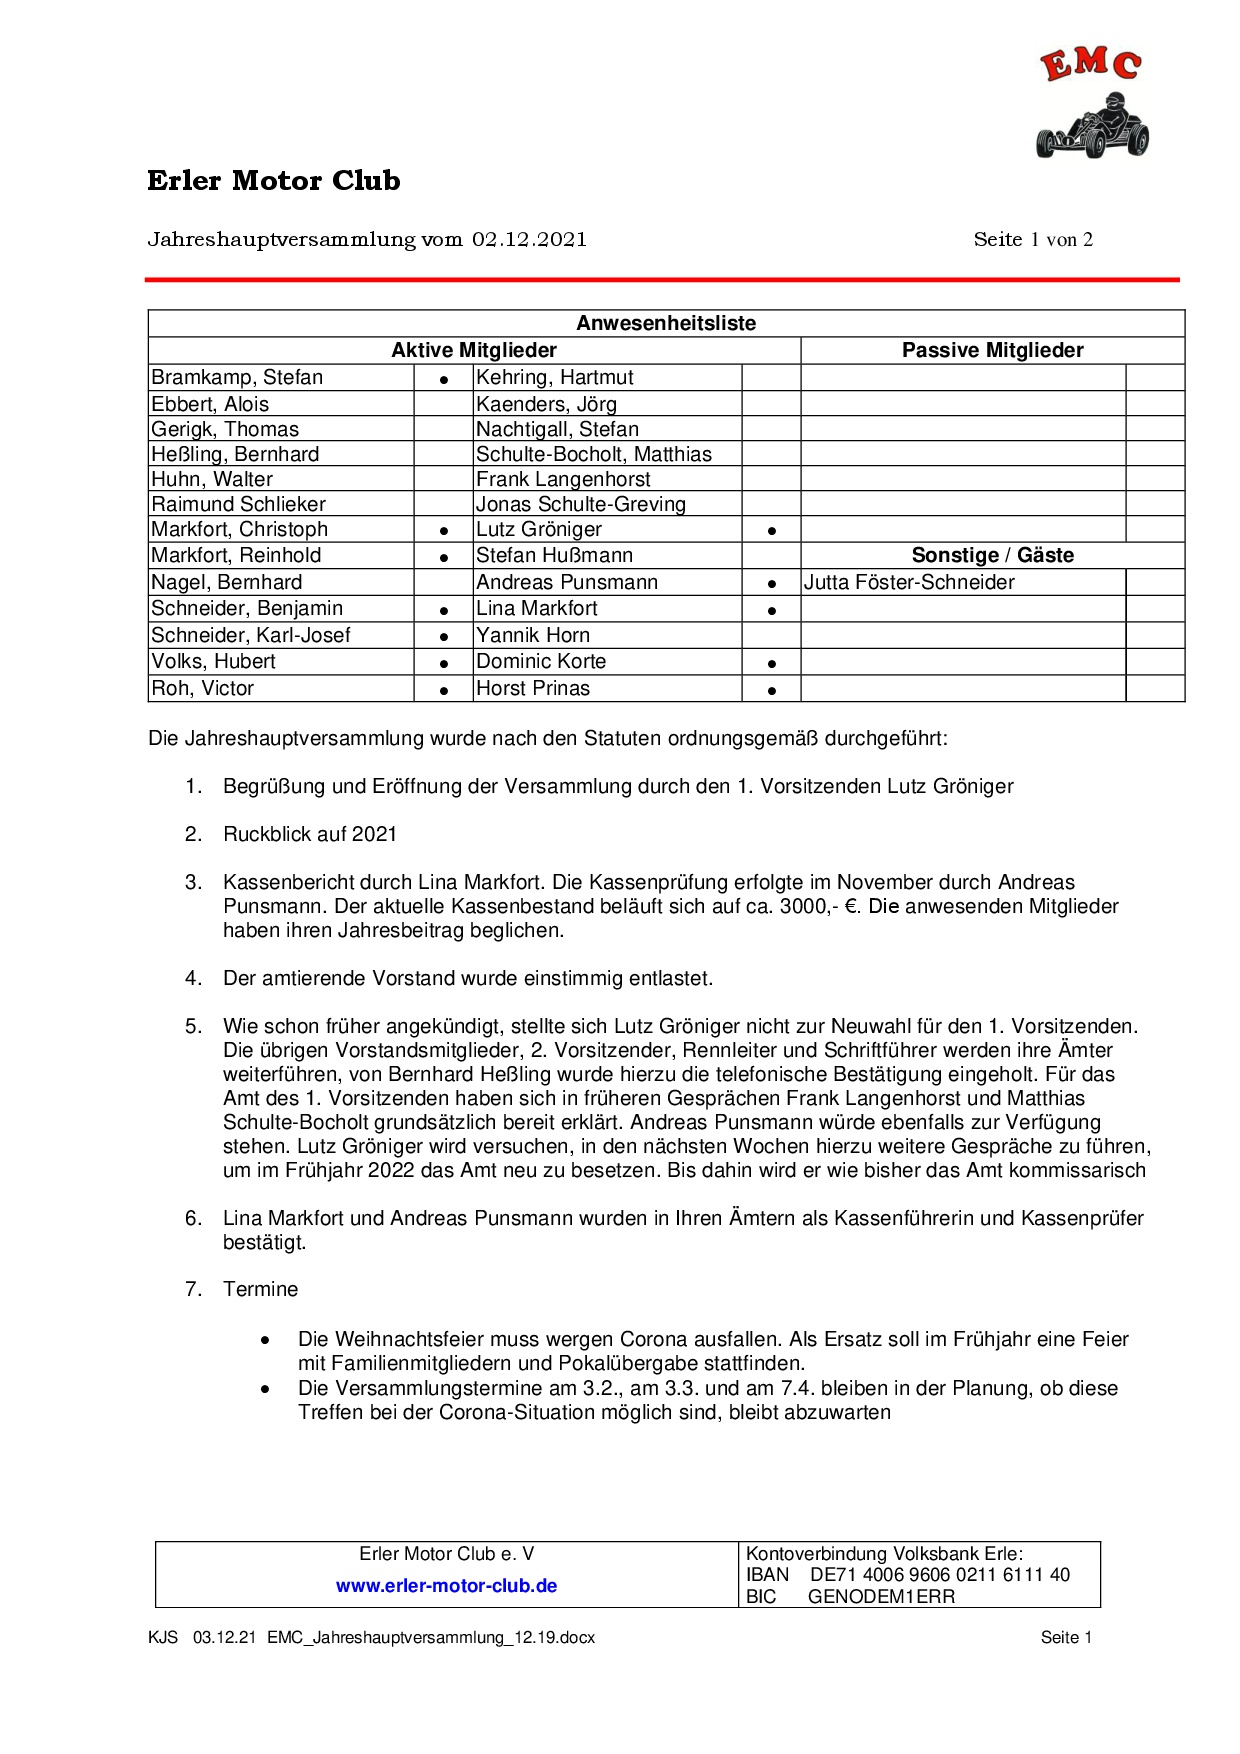 EMC
Erler Motor Club
Jahreshauptversammlung vom 02.12.2021 Seite 1 von 2
Anwesenheitsliste
Aktive Mitglieder Passive Mitglieder
Bramkamp, Stefan ● Kehring, Hartmut
Ebbert, Alois Kaenders, Jörg
Gerigk, Thomas Nachtigall, Stefan
Heßling, Bernhard Schulte-Bocholt, Matthias
Huhn, Walter Frank Langenhorst
Raimund Schlieker Jonas Schulte-Greving
Markfort, Christoph ● Lutz Gröniger ●
Markfort, Reinhold ● Stefan Hußmann Sonstige / Gäste
Nagel, Bernhard Andreas Punsmann ● Jutta Föster-Schneider
Schneider, Benjamin ● Lina Markfort ●
Schneider, Karl-Josef ● Yannik Horn
Volks, Hubert ● Dominic Korte ●
Roh, Victor ● Horst Prinas ●
Die Jahreshauptversammlung wurde nach den Statuten ordnungsgemäß durchgeführt:
1. Begrüßung und Eröffnung der Versammlung durch den 1. Vorsitzenden Lutz Gröniger
2. Ruckblick auf 2021
3. Kassenbericht durch Lina Markfort. Die Kassenprüfung erfolgte im November durch Andreas
Punsmann. Der aktuelle Kassenbestand beläuft sich auf ca. 3000,- €. Die anwesenden Mitglieder
haben ihren Jahresbeitrag beglichen.
4. Der amtierende Vorstand wurde einstimmig entlastet.
5. Wie schon früher angekündigt, stellte sich Lutz Gröniger nicht zur Neuwahl für den 1. Vorsitzenden.
Die übrigen Vorstandsmitglieder, 2. Vorsitzender, Rennleiter und Schriftführer werden ihre Ämter
weiterführen, von Bernhard Heßling wurde hierzu die telefonische Bestätigung eingeholt. Für das
Amt des 1. Vorsitzenden haben sich in früheren Gesprächen Frank Langenhorst und Matthias
Schulte-Bocholt grundsätzlich bereit erklärt. Andreas Punsmann würde ebenfalls zur Verfügung
stehen. Lutz Gröniger wird versuchen, in den nächsten Wochen hierzu weitere Gespräche zu führen,
um im Frühjahr 2022 das Amt neu zu besetzen. Bis dahin wird er wie bisher das Amt kommissarisch
6. Lina Markfort und Andreas Punsmann wurden in Ihren Ämtern als Kassenführerin und Kassenprüfer
bestätigt.
7. Termine
● Die Weihnachtsfeier muss wergen Corona ausfallen. Als Ersatz soll im Frühjahr eine Feier
mit Familienmitgliedern und Pokalübergabe stattfinden.
● Die Versammlungstermine am 3.2., am 3.3. und am 7.4. bleiben in der Planung, ob diese
Treffen bei der Corona-Situation möglich sind, bleibt abzuwarten
Erler Motor Club e. V
www.erler-motor-club.de
Kontoverbindung Volksbank Erle:
IBAN DE71 4006 9606 0211 6111 40
BIC GENODEM1ERR
KJS 03.12.21 EMC_Jahreshauptversammlung_12.19.docx Seite 1